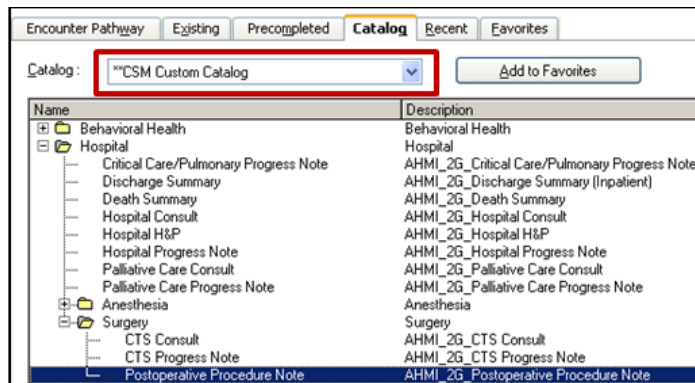 Encounter Pathway Existing Precompleted Catalog Recent Favorites
Catalog : **CSM Custom Catalog Add to Favorites
Name Description
Behavioral Health Behavioral Health
Hospital Hospital
Critical Care/Pulmonary Progress Note AHMI_2G_Critical Care/Pulmonary Progress Note
Discharge Summary AHMI_2G_Discharge Summary (Inpatient)
Death Summary AHMI_2G_Death Summary
Hospital Consult AHMI_2G_Hospital Consult
Hospital H&P AHMI_2G_Hospital H&P
Hospital Progress Note AHMI_2G_Hospital Progress Note
Palliative Care Consult AHMI_2G_Palliative Care Consult
Palliative Care Progress Note AHMI_2G_Palliative Care Progress Note
Anesthesia Anesthesia
Surgery Surgery
CTS Consult AHMI_2G_CTS Consult
CTS Progress Note AHMI_2G_CTS Progress Note
Postoperative Procedure Note AHMI_2G_Postoperative Procedure Note